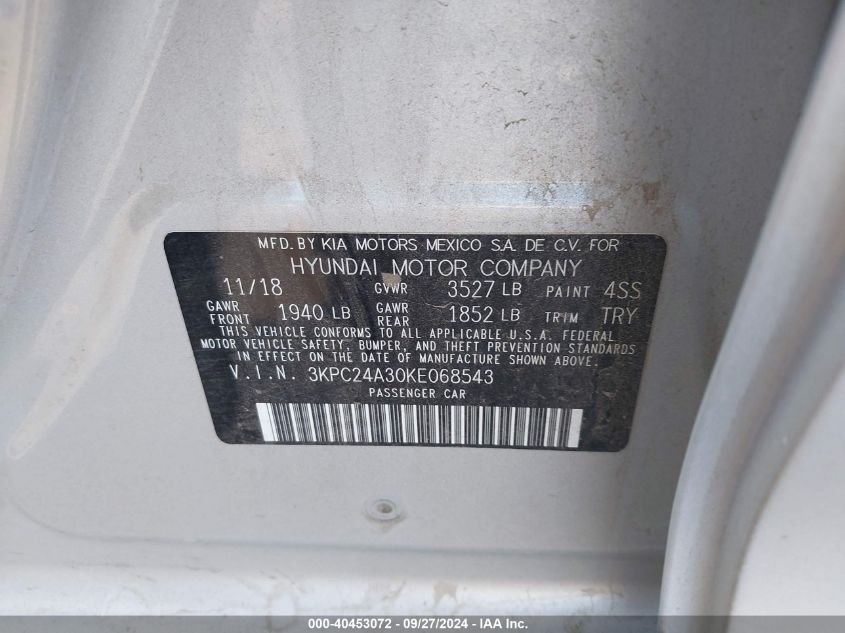 MFD. BY KIA MOTORS MEXICO S.A. DE C.V. FOR
HYUNDAI MOTOR COMPANY
11/18 GVWR 3527 LB PAINT 4SS
GAWR FRONT 1940 LB GAWR REAR 1852 LB TRIM TRY
THIS VEHICLE CONFORMS TO ALL APPLICABLE U.S.A. FEDERAL
MOTOR VEHICLE SAFETY, BUMPER, AND THEFT PREVENTION STANDARDS
IN EFFECT ON THE DATE OF MANUFACTURE SHOWN ABOVE.
V.I.N. 3KPC24A30KE068543
PASSENGER CAR
000-40453072 - 09/27/2024 - IAA Inc.